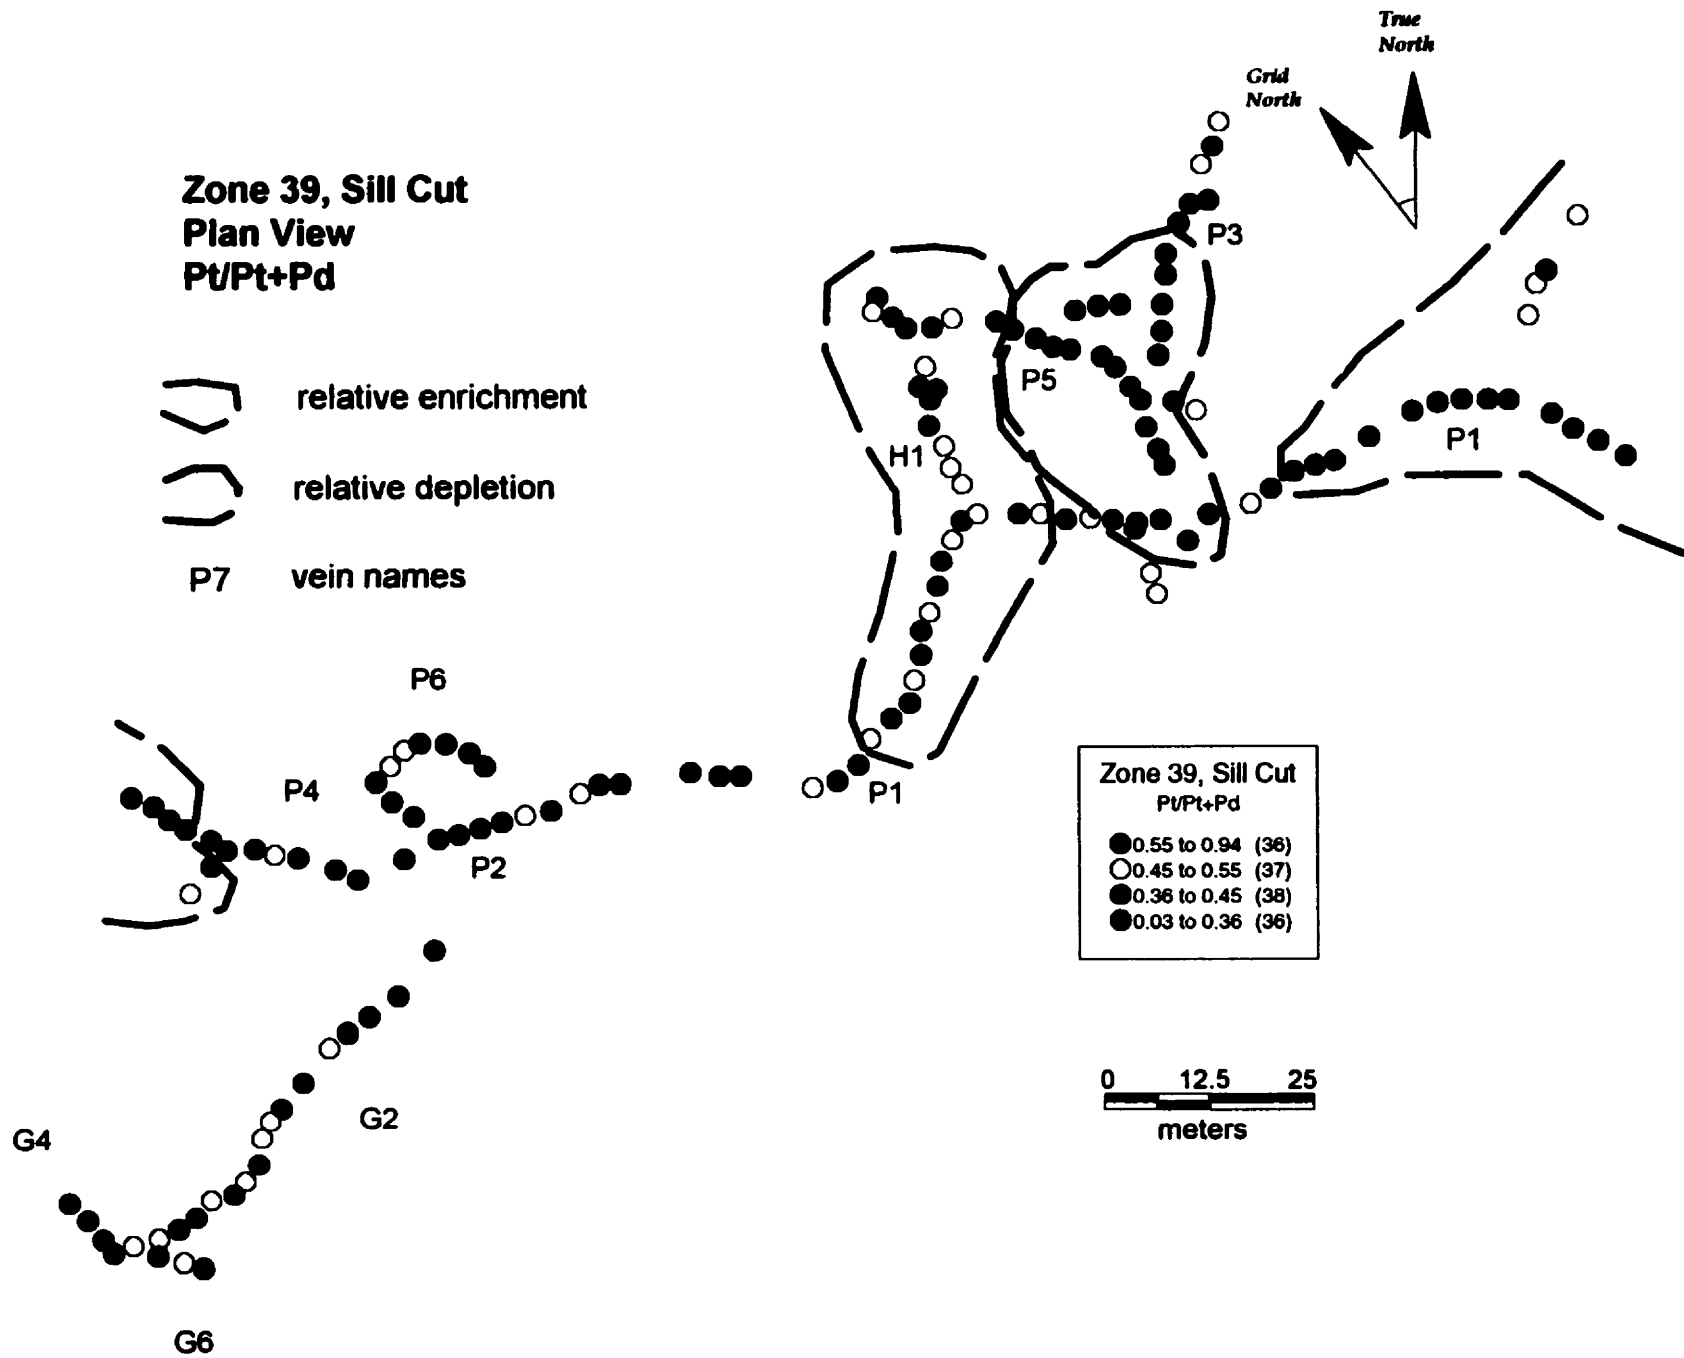 True
North
Grid
North
Zone 39, Sill Cut
Plan View
Pt/Pt+Pd
relative enrichment
relative depletion
P7 vein names
P3
P5
P1
H1
P6
P4
P1
P2
Zone 39, Sill Cut
Pt/Pt+Pd
0.55 to 0.94 (36)
0.45 to 0.55 (37)
0.36 to 0.45 (38)
0.03 to 0.36 (36)
0 12.5 25
meters
G2
G4
G6